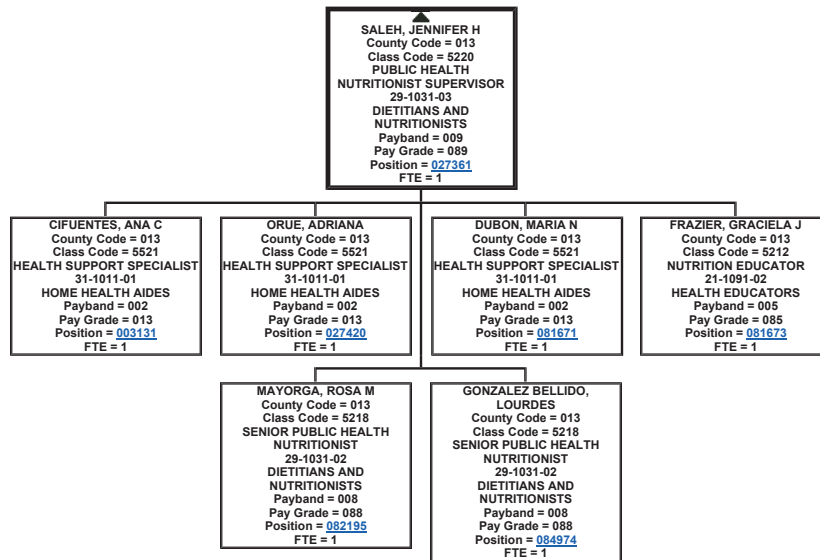 SALEH, JENNIFER H
County Code = 013
Class Code = 5220
PUBLIC HEALTH
NUTRITIONIST SUPERVISOR
29-1031-03
DIETITIANS AND
NUTRITIONISTS
Payband = 009
Pay Grade = 089
Position = 027361
FTE = 1
CIFUENTES, ANA C
County Code = 013
Class Code = 5521
HEALTH SUPPORT SPECIALIST
31-1011-01
HOME HEALTH AIDES
Payband = 002
Pay Grade = 013
Position = 003131
FTE = 1
ORUE, ADRIANA
County Code = 013
Class Code = 5521
HEALTH SUPPORT SPECIALIST
31-1011-01
HOME HEALTH AIDES
Payband = 002
Pay Grade = 013
Position = 027420
FTE = 1
DUBON, MARIA N
County Code = 013
Class Code = 5521
HEALTH SUPPORT SPECIALIST
31-1011-01
HOME HEALTH AIDES
Payband = 002
Pay Grade = 013
Position = 081671
FTE = 1
FRAZIER, GRACIELA J
County Code = 013
Class Code = 5212
NUTRITION EDUCATOR
21-1091-02
HEALTH EDUCATORS
Payband = 005
Pay Grade = 085
Position = 081673
FTE = 1
MAYORGA, ROSA M
County Code = 013
Class Code = 5218
SENIOR PUBLIC HEALTH
NUTRITIONIST
29-1031-02
DIETITIANS AND
NUTRITIONISTS
Payband = 008
Pay Grade = 088
Position = 082195
FTE = 1
GONZALEZ BELLIDO,
LOURDES
County Code = 013
Class Code = 5218
SENIOR PUBLIC HEALTH
NUTRITIONIST
29-1031-02
DIETITIANS AND
NUTRITIONISTS
Payband = 008
Pay Grade = 088
Position = 084974
FTE = 1